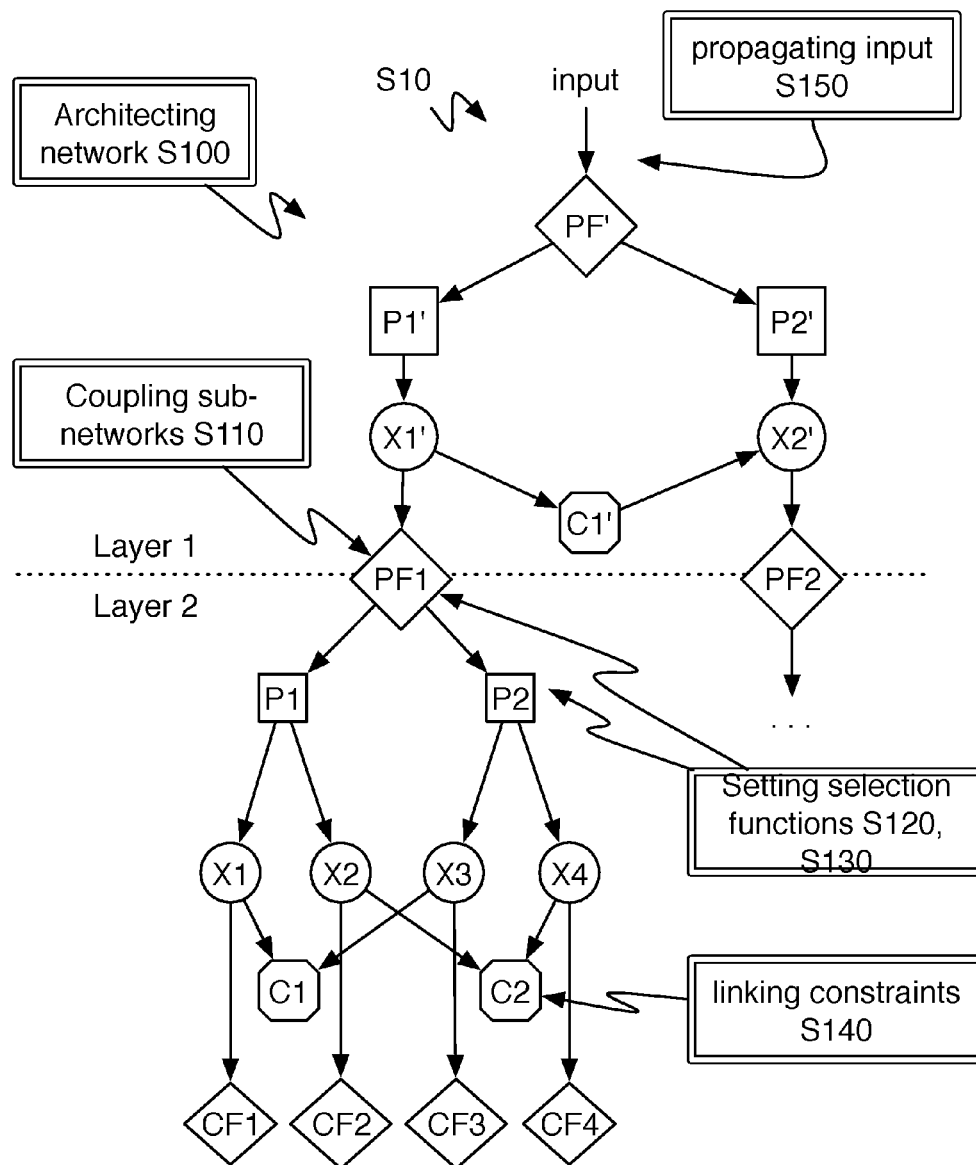 propagating input
S150
S10
input
Architecting
network S100
PF'
P1'
P2'
Coupling sub-
networks S110
X1'
X2'
C1'
Layer 1
PF1
PF2
Layer 2
P1
P2
. . .
Setting selection
functions S120,
S130
X1
X2
X3
X4
C1
C2
linking constraints
S140
CF1
CF2
CF3
CF4